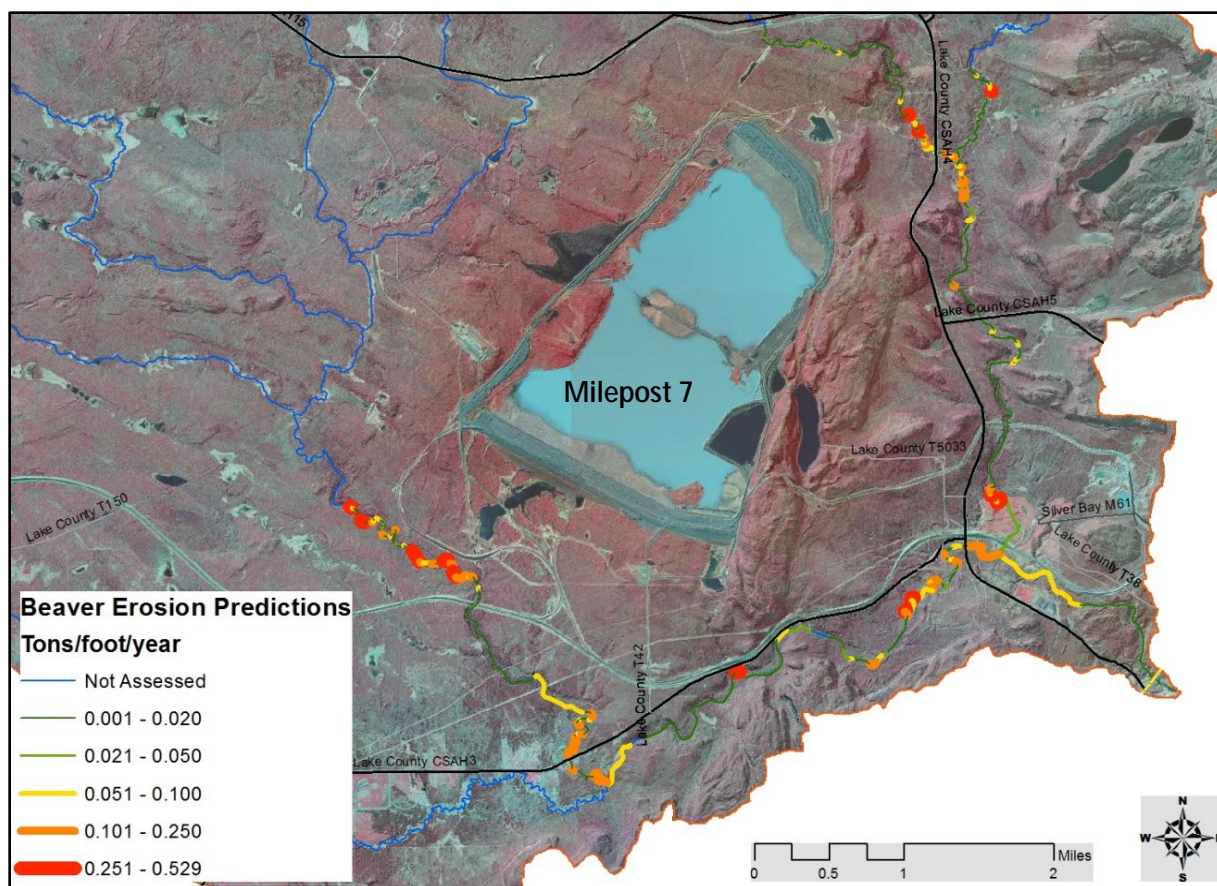 115
Lake County CSAH4
Lake County CSAH5
Milepost 7
Lake County T5033
Lake County T150
Silver Bay M61
Lake County T38
Lake County T42
Lake County CSAH3
Beaver Erosion Predictions
Tons/foot/year
Not Assessed
0.001 - 0.020
0.021 - 0.050
0.051 - 0.100
0.101 - 0.250
0.251 - 0.529
0 0.5 1 2
Miles
N
W
S